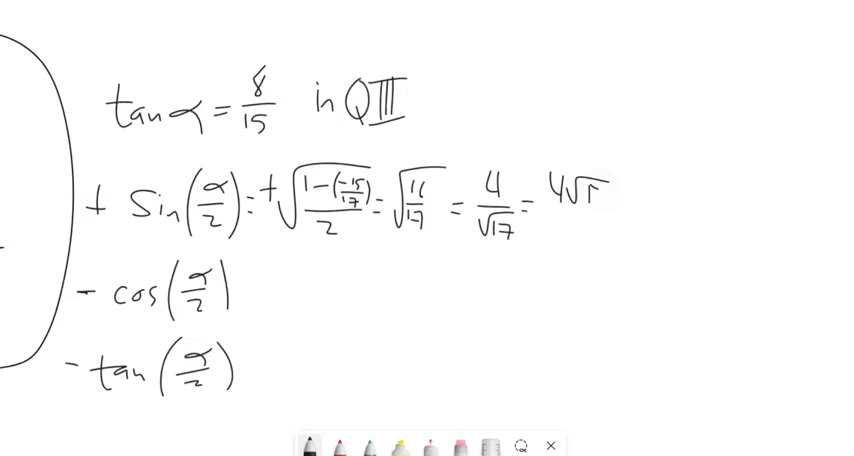 tan α = 8/15 in QIII
+ sin(α/2) = +√((1-(-15/17))/2) = √(16/17) = 4/√17 = 4√1
- cos(α/2)
- tan(α/2)